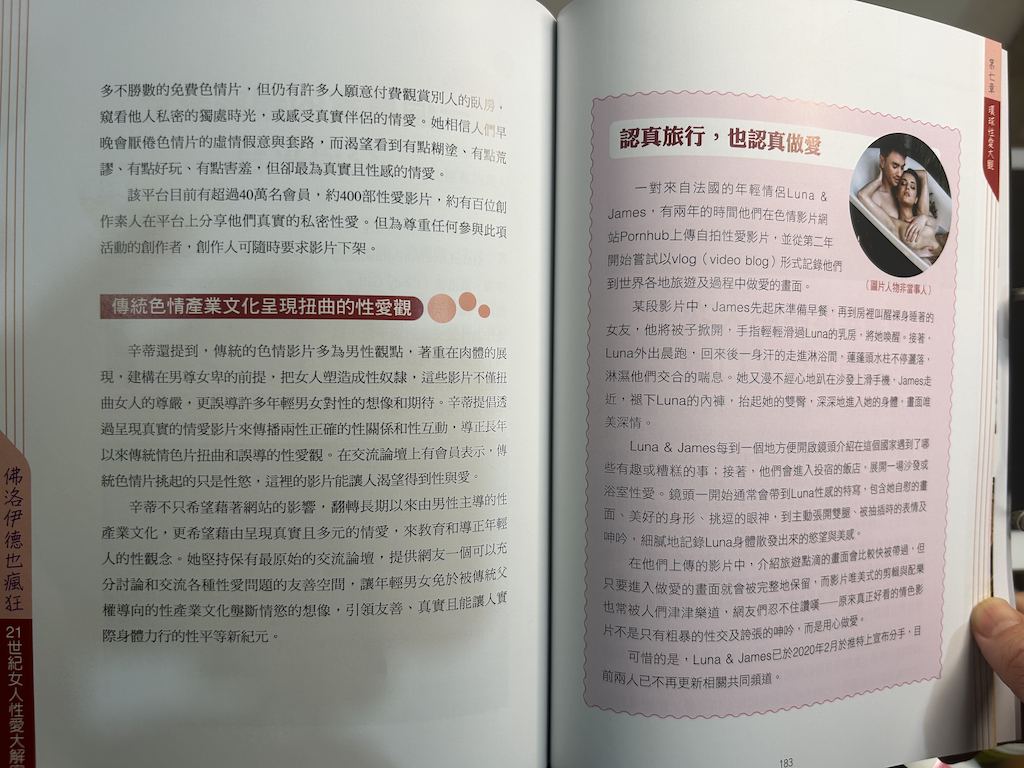 多不勝數的免費色情片，但仍有許多人願意付費觀賞別人的臥房，
窺看他人私密的獨處時光，或感受真實伴侶的情愛。她相信人們早
晚會厭倦色情片的虛情假意與套路，而渴望看到有點糊塗、有點荒
謬、有點好玩、有點害羞，但卻最為真實且性感的情愛。
該平台目前有超過40萬名會員，約400部性愛影片，約有百位創
作素人在平台上分享他們真實的私密性愛。但為尊重任何參與此項
活動的創作者，創作人可隨時要求影片下架。
傳統色情產業文化呈現扭曲的性愛觀
辛蒂還提到，傳統的色情影片多為男性觀點，著重在肉體的展
現，建構在男尊女卑的前提，把女人塑造成性奴隸，這些影片不僅扭
曲女人的尊嚴，更誤導許多年輕男女對性的想像和期待。辛蒂提倡透
過呈現真實的情愛影片來傳播兩性正確的性關係和性互動，導正長年
以來傳統情色片扭曲和誤導的性愛觀。在交流論壇上有會員表示，傳
統色情片挑起的只是性慾，這裡的影片能讓人渴望得到性與愛。
辛蒂不只希望藉著網站的影響，翻轉長期以來由男性主導的性
產業文化，更希望藉由呈現真實且多元的情愛，來教育和導正年輕
人的性觀念。她堅持保有最原始的交流論壇，提供網友一個可以充
分討論和交流各種性愛問題的友善空間，讓年輕男女免於被傳統父
權導向的性產業文化壟斷情慾的想像，引領友善、真實且能讓人實
際身體力行的性平等新紀元。
佛洛伊德也瘋狂
21世紀女人性愛大解
第七章 環球性愛大觀
認真旅行，也認真做愛
一對來自法國的年輕情侶Luna &
James，有兩年的時間他們在色情影片網
站Pornhub上傳自拍性愛影片，並從第二年
開始嘗試以vlog（video blog）形式記錄他們
到世界各地旅遊及過程中做愛的畫面。
（圖片人物非當事人）
某段影片中，James先起床準備早餐，再到房裡叫醒裸身睡著的
女友，他將被子掀開，手指輕輕滑過Luna的乳房，將她喚醒。接著，
Luna外出晨跑，回來後一身汗的走進淋浴間，蓮蓬頭水柱不停灑落，
淋濕他們交合的喘息。她又漫不經心地趴在沙發上滑手機，James走
近，褪下Luna的內褲，抬起她的雙臀，深深地進入她的身體，畫面唯
美深情。
Luna & James每到一個地方便開啟鏡頭介紹在這個國家遇到了哪
些有趣或糟糕的事；接著，他們會進入投宿的飯店，展開一場沙發或
浴室性愛。鏡頭一開始通常會帶到Luna性感的特寫，包含她自慰的畫
面、美好的身形、挑逗的眼神，到主動張開雙腿、被抽插時的表情及
呻吟，細膩地記錄Luna身體散發出來的慾望與美感。
在他們上傳的影片中，介紹旅遊點滴的畫面會比較快被帶過，但
只要進入做愛的畫面就會被完整地保留，而影片唯美式的剪輯與配樂
也常被人們津津樂道，網友們忍不住讚嘆——原來真正好看的情色影
片不是只有粗暴的性交及誇張的呻吟，而是用心做愛。
可惜的是，Luna & James已於2020年2月於推特上宣布分手，目
前兩人已不再更新相關共同頻道。
183